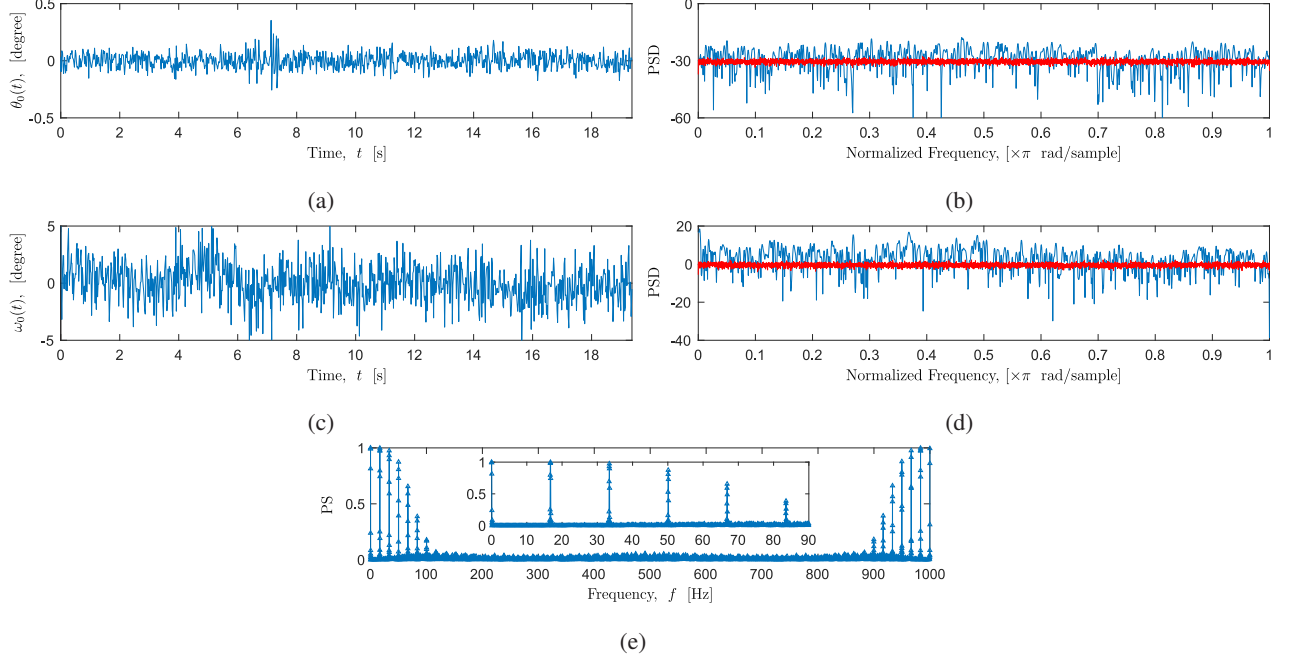 0.5
0
-0.5
θ₀(t), [degree]
0 2 4 6 8 10 12 14 16 18
Time, t [s]
(a)
0
-30
-60
PSD
0 0.1 0.2 0.3 0.4 0.5 0.6 0.7 0.8 0.9 1
Normalized Frequency, [×π rad/sample]
(b)
5
0
-5
ω₀(t), [degree]
0 2 4 6 8 10 12 14 16 18
Time, t [s]
(c)
20
0
-20
-40
PSD
0 0.1 0.2 0.3 0.4 0.5 0.6 0.7 0.8 0.9 1
Normalized Frequency, [×π rad/sample]
(d)
1
0.5
0
PS
1
0.5
0
0 10 20 30 40 50 60 70 80 90
0 100 200 300 400 500 600 700 800 900 1000
Frequency, f [Hz]
(e)